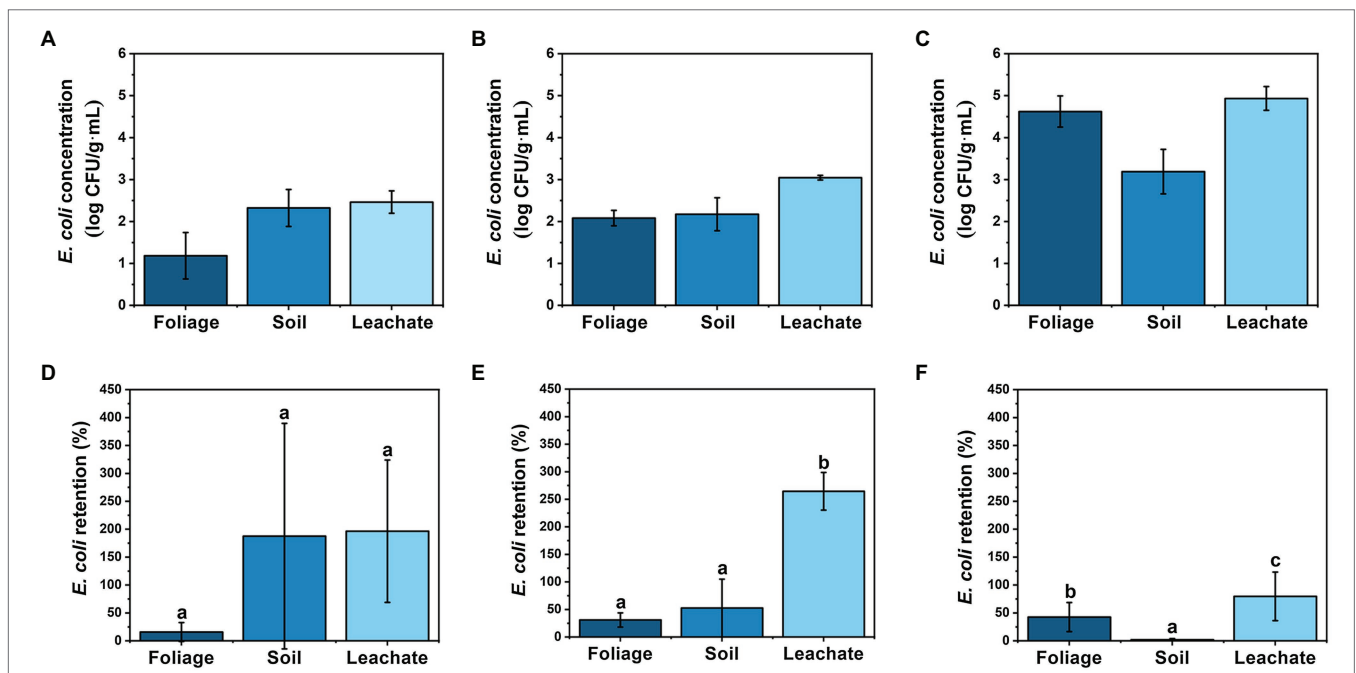 A
E. coli concentration
(log CFU/g·mL)
6
5
4
3
2
1
0
Foliage Soil Leachate
B
E. coli concentration
(log CFU/g·mL)
6
5
4
3
2
1
0
Foliage Soil Leachate
C
E. coli concentration
(log CFU/g·mL)
6
5
4
3
2
1
0
Foliage Soil Leachate
D
E. coli retention (%)
450
400
350
300
250
200
150
100
50
0
a a a
Foliage Soil Leachate
E
E. coli retention (%)
450
400
350
300
250
200
150
100
50
0
a a b
Foliage Soil Leachate
F
E. coli retention (%)
450
400
350
300
250
200
150
100
50
0
b a c
Foliage Soil Leachate